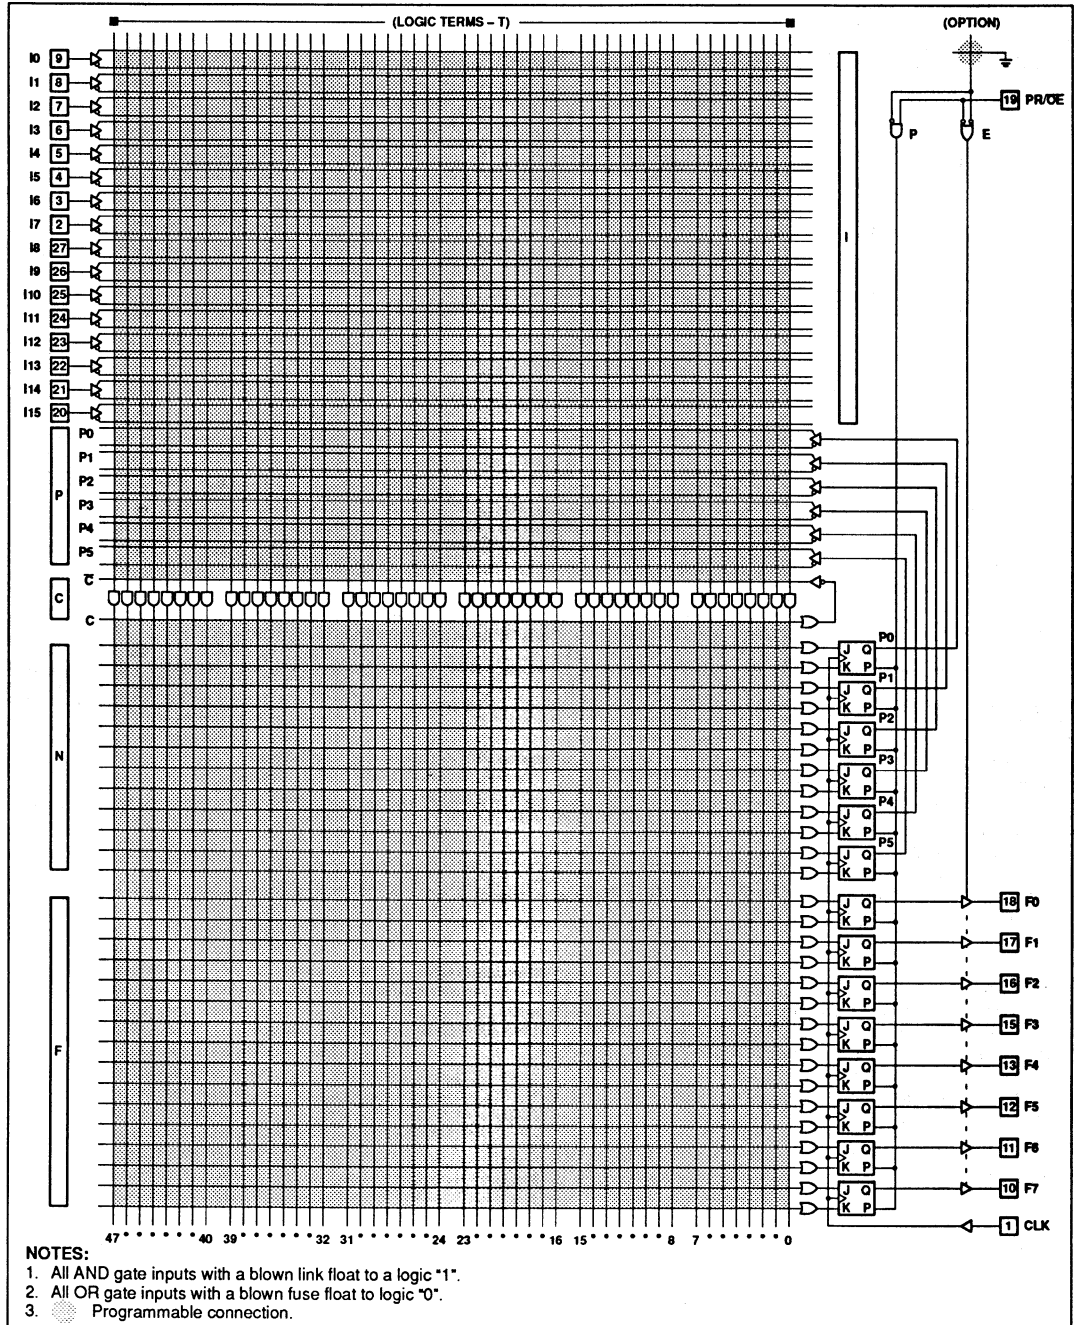 (LOGIC TERMS – T)
(OPTION)
I0 9
I1 8
I2 7
I3 6
I4 5
I5 4
I6 3
I7 2
I8 27
I9 26
I10 25
I11 24
I12 23
I13 22
I14 21
I15 20
I
19 PR/O̅E̅
P
E
P
P0
P1
P2
P3
P4
P5
C
C̅
C
N
J Q P0
K P
J Q P1
K P
J Q P2
K P
J Q P3
K P
J Q P4
K P
J Q P5
K P
F
J Q 18 F0
K P
J Q 17 F1
K P
J Q 16 F2
K P
J Q 15 F3
K P
J Q 13 F4
K P
J Q 12 F5
K P
J Q 11 F6
K P
J Q 10 F7
K P
1 CLK
47 40 39 32 31 24 23 16 15 8 7 0
NOTES:
1. All AND gate inputs with a blown link float to a logic "1".
2. All OR gate inputs with a blown fuse float to logic "0".
3. Programmable connection.